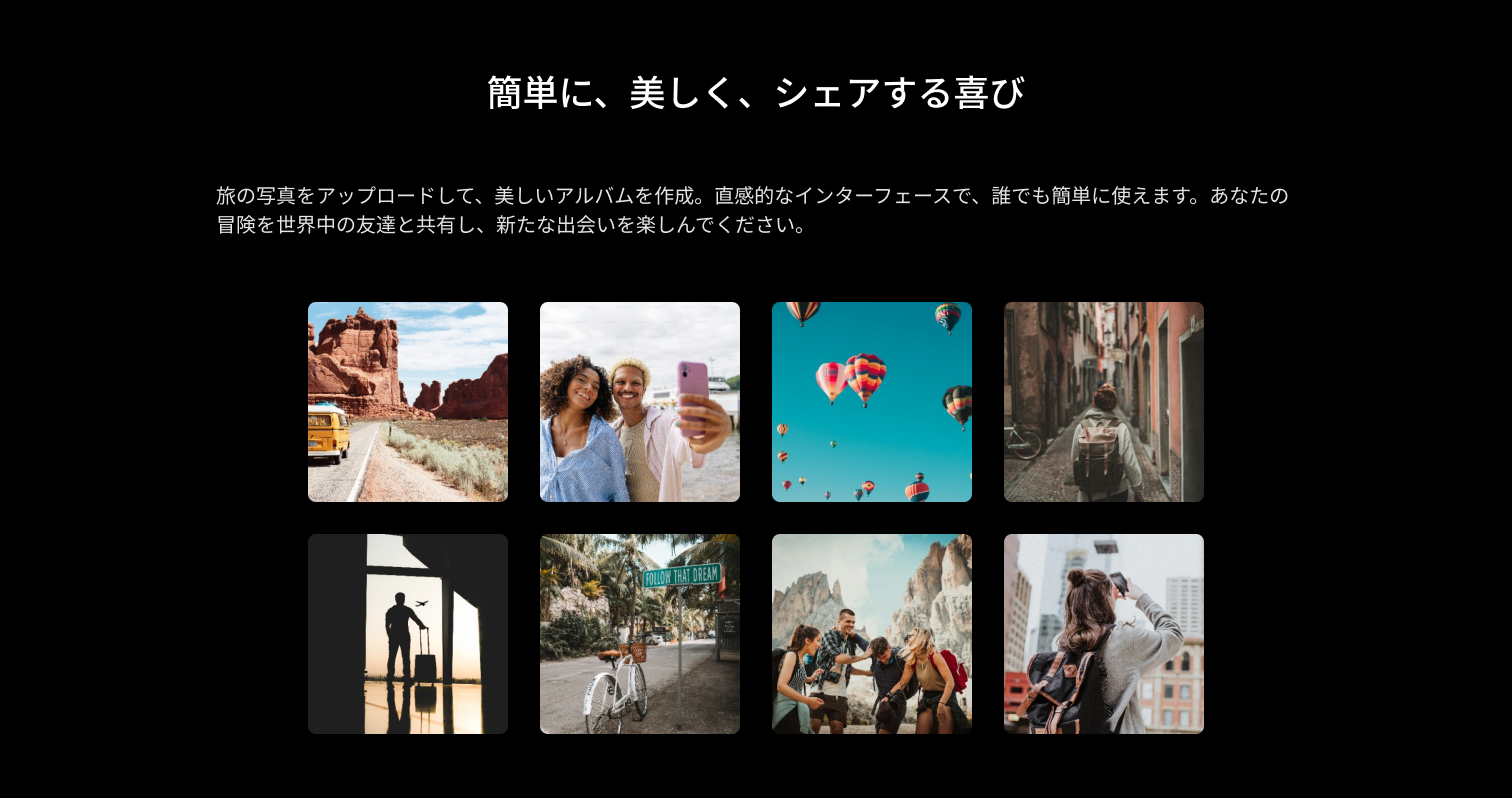 簡単に、美しく、シェアする喜び
旅の写真をアップロードして、美しいアルバムを作成。直感的なインターフェースで、誰でも簡単に使えます。あなたの
冒険を世界中の友達と共有し、新たな出会いを楽しんでください。
FOLLOW THAT DREAM